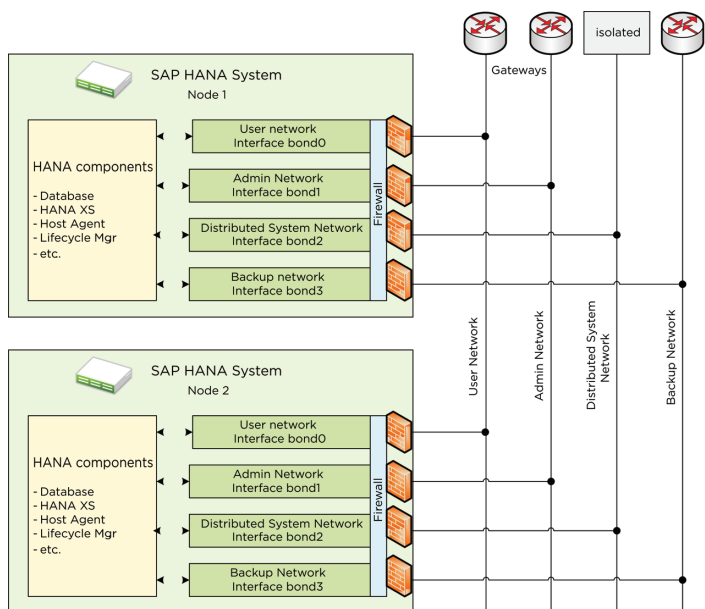 isolated
Gateways
SAP HANA System
Node 1
HANA components
- Database
- HANA XS
- Host Agent
- Lifecycle Mgr
- etc.
User network
Interface bond0
Admin Network
Interface bond1
Distributed System Network
Interface bond2
Backup network
Interface bond3
Firewall
User Network
Admin Network
Distributed System
Network
Backup Network
SAP HANA System
Node 2
HANA components
- Database
- HANA XS
- Host Agent
- Lifecycle Mgr
- etc.
User network
Interface bond0
Admin Network
Interface bond1
Distributed System Network
Interface bond2
Backup Network
Interface bond3
Firewall